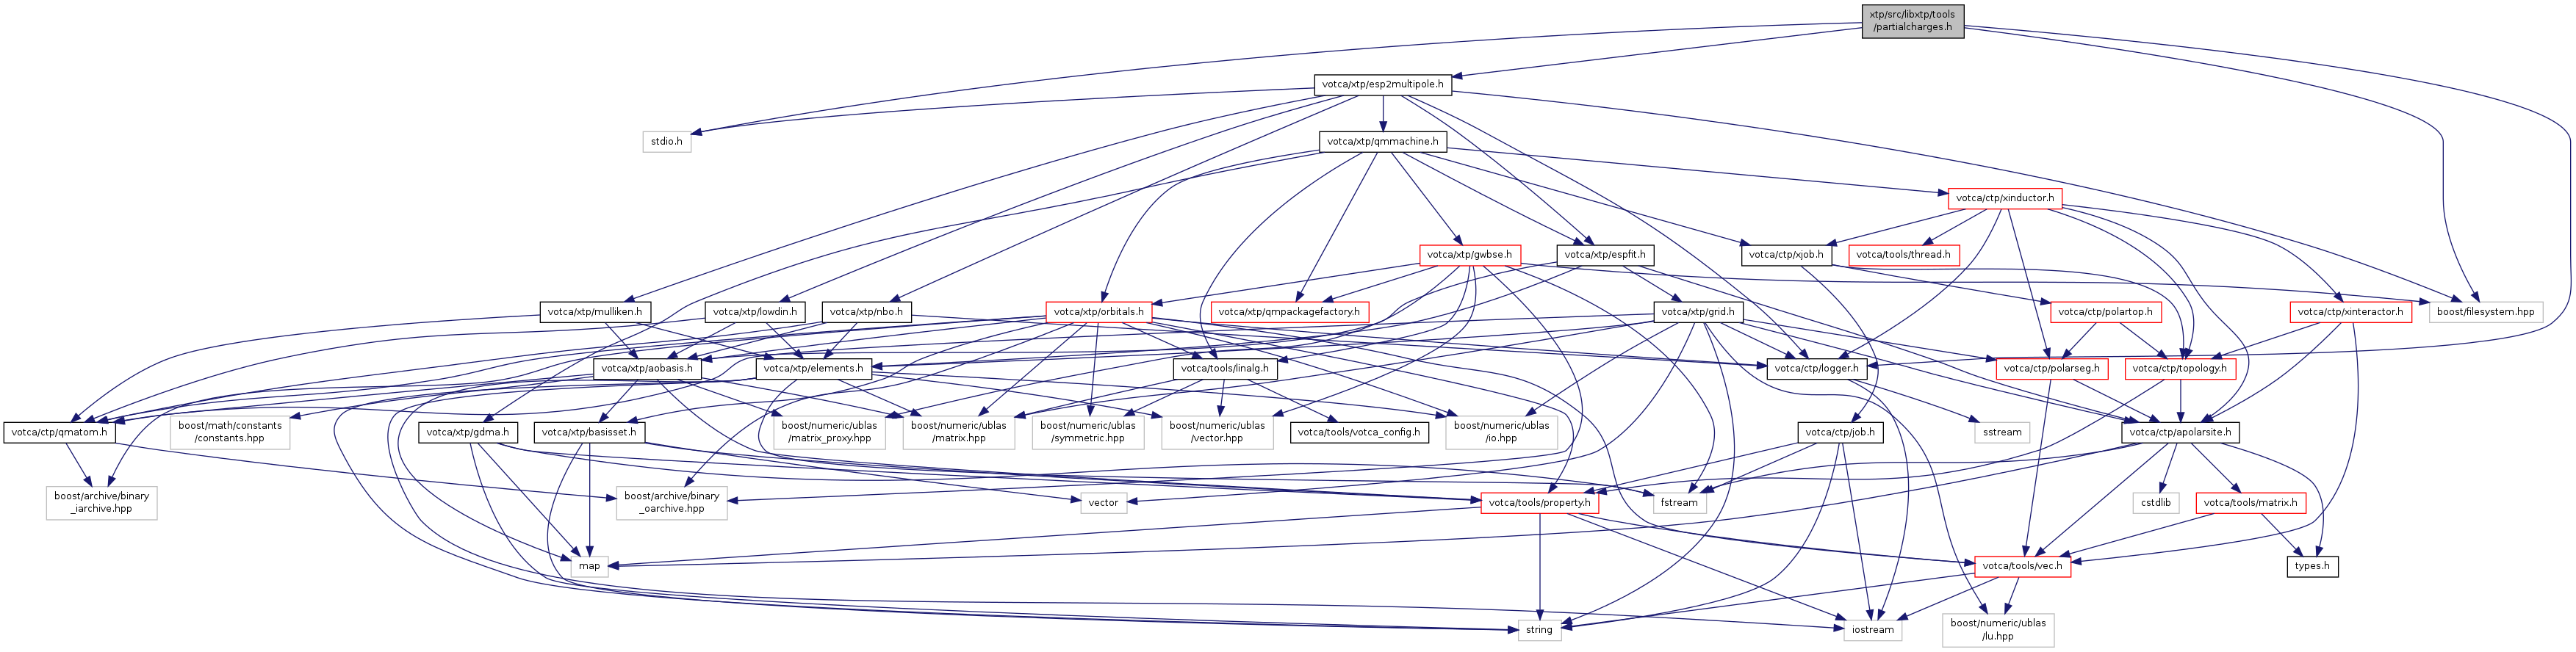 xtp/src/libxtp/tools
/partialcharges.h
votca/xtp/esp2multipole.h
stdio.h
votca/xtp/qmmachine.h
votca/ctp/xinductor.h
votca/xtp/gwbse.h
votca/xtp/espfit.h
votca/ctp/xjob.h
votca/tools/thread.h
votca/xtp/mulliken.h
votca/xtp/lowdin.h
votca/xtp/nbo.h
votca/xtp/orbitals.h
votca/xtp/qmpackagefactory.h
votca/xtp/grid.h
votca/ctp/polartop.h
votca/ctp/xinteractor.h
boost/filesystem.hpp
votca/xtp/aobasis.h
votca/xtp/elements.h
votca/tools/linalg.h
votca/ctp/logger.h
votca/ctp/polarseg.h
votca/ctp/topology.h
votca/ctp/qmatom.h
boost/math/constants
/constants.hpp
votca/xtp/gdma.h
votca/xtp/basisset.h
boost/numeric/ublas
/matrix_proxy.hpp
boost/numeric/ublas
/matrix.hpp
boost/numeric/ublas
/symmetric.hpp
boost/numeric/ublas
/vector.hpp
votca/tools/votca_config.h
boost/numeric/ublas
/io.hpp
votca/ctp/job.h
sstream
votca/ctp/apolarsite.h
boost/archive/binary
_iarchive.hpp
boost/archive/binary
_oarchive.hpp
vector
votca/tools/property.h
fstream
cstdlib
votca/tools/matrix.h
map
votca/tools/vec.h
types.h
string
iostream
boost/numeric/ublas
/lu.hpp